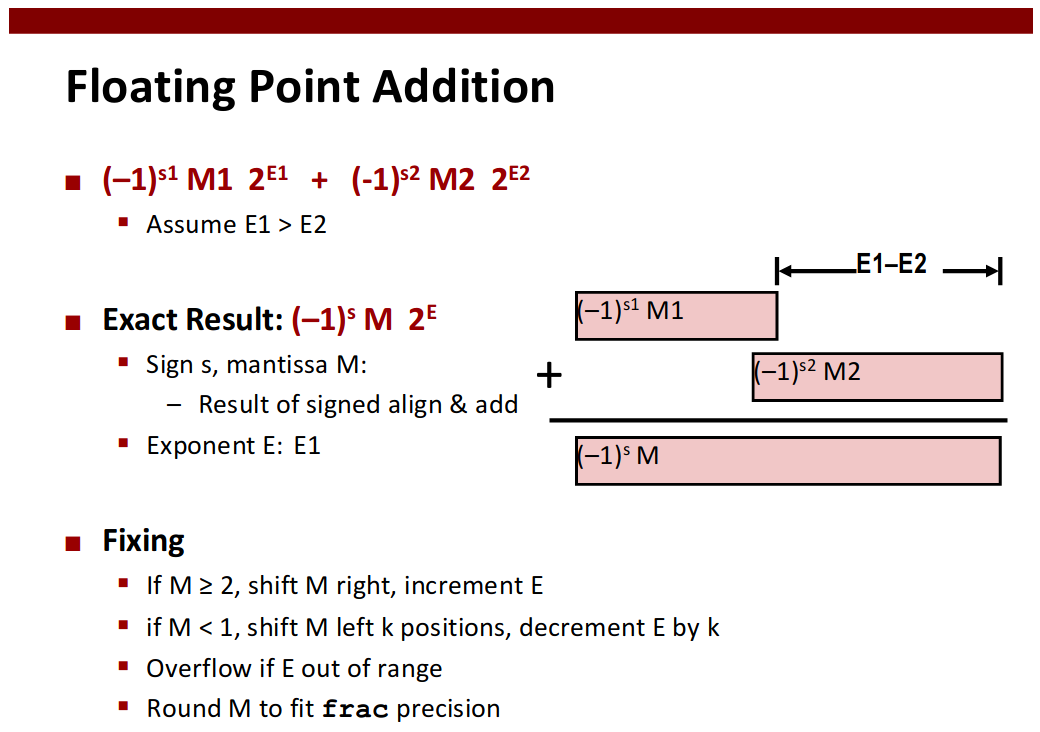 Floating Point Addition
■ (–1)^s1 M1 2^E1 + (-1)^s2 M2 2^E2
▪ Assume E1 > E2
■ Exact Result: (–1)^s M 2^E
▪ Sign s, mantissa M:
– Result of signed align & add
▪ Exponent E: E1
E1–E2
(–1)^s1 M1
+
(–1)^s2 M2
(–1)^s M
■ Fixing
▪ If M ≥ 2, shift M right, increment E
▪ if M < 1, shift M left k positions, decrement E by k
▪ Overflow if E out of range
▪ Round M to fit frac precision